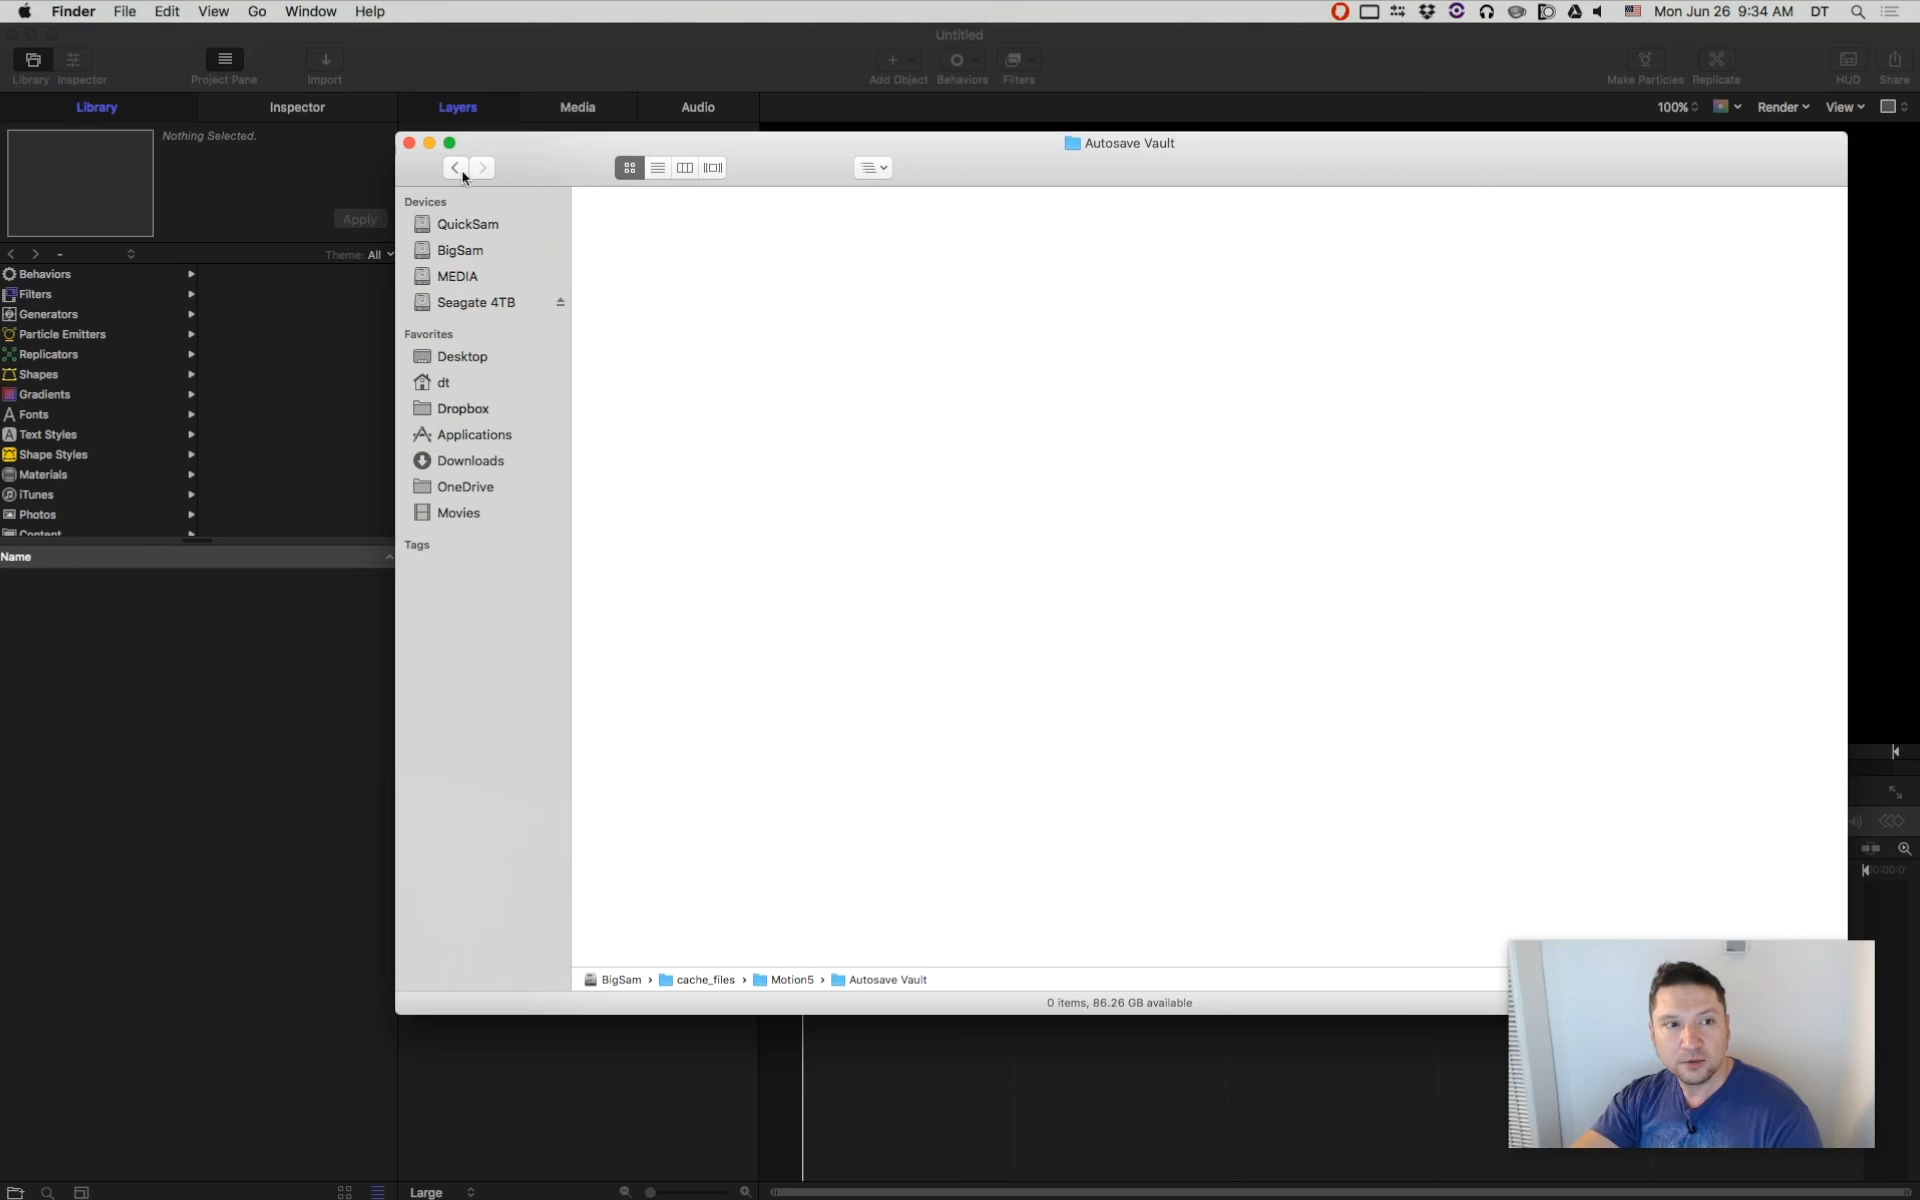 Finder File Edit View Go Window Help
Mon Jun 26 9:34 AM DT
Untitled
Library Inspector Project Pane Import
Add Object Behaviors Filters
Make Particles Replicate HUD Share
Library Inspector Layers Media Audio
100% Render View
Nothing Selected.
Apply
- Theme: All
Behaviors
Filters
Generators
Particle Emitters
Replicators
Shapes
Gradients
Fonts
Text Styles
Shape Styles
Materials
iTunes
Photos
Content
Name
Autosave Vault
Devices
QuickSam
BigSam
MEDIA
Seagate 4TB
Favorites
Desktop
dt
Dropbox
Applications
Downloads
OneDrive
Movies
Tags
BigSam › cache_files › Motion5 › Autosave Vault
0 items, 86.26 GB available
Large